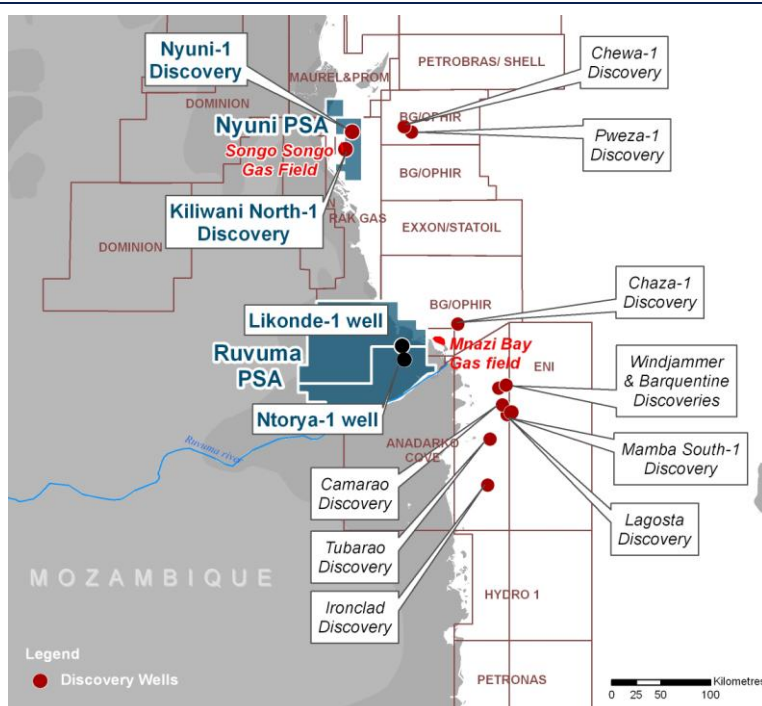 Nyuni-1
Discovery
Chewa-1
Discovery
PETROBRAS/ SHELL
MAUREL&PROM
DOMINION
BG/OPHIR
Nyuni PSA
Songo Songo
Gas Field
Pweza-1
Discovery
BG/OPHIR
Kiliwani North-1
Discovery
RAK GAS
EXXON/STATOIL
DOMINION
Chaza-1
Discovery
BG/OPHIR
Likonde-1 well
Mnazi Bay
Gas field
Ruvuma
PSA
ENI
Windjammer
& Barquentine
Discoveries
Ntorya-1 well
ANADARKO
COVE
Mamba South-1
Discovery
Ruvuma river
Camarao
Discovery
Lagosta
Discovery
Tubarao
Discovery
MOZAMBIQUE
Ironclad
Discovery
HYDRO 1
Legend
Discovery Wells
PETRONAS
Kilometres
0 25 50 100